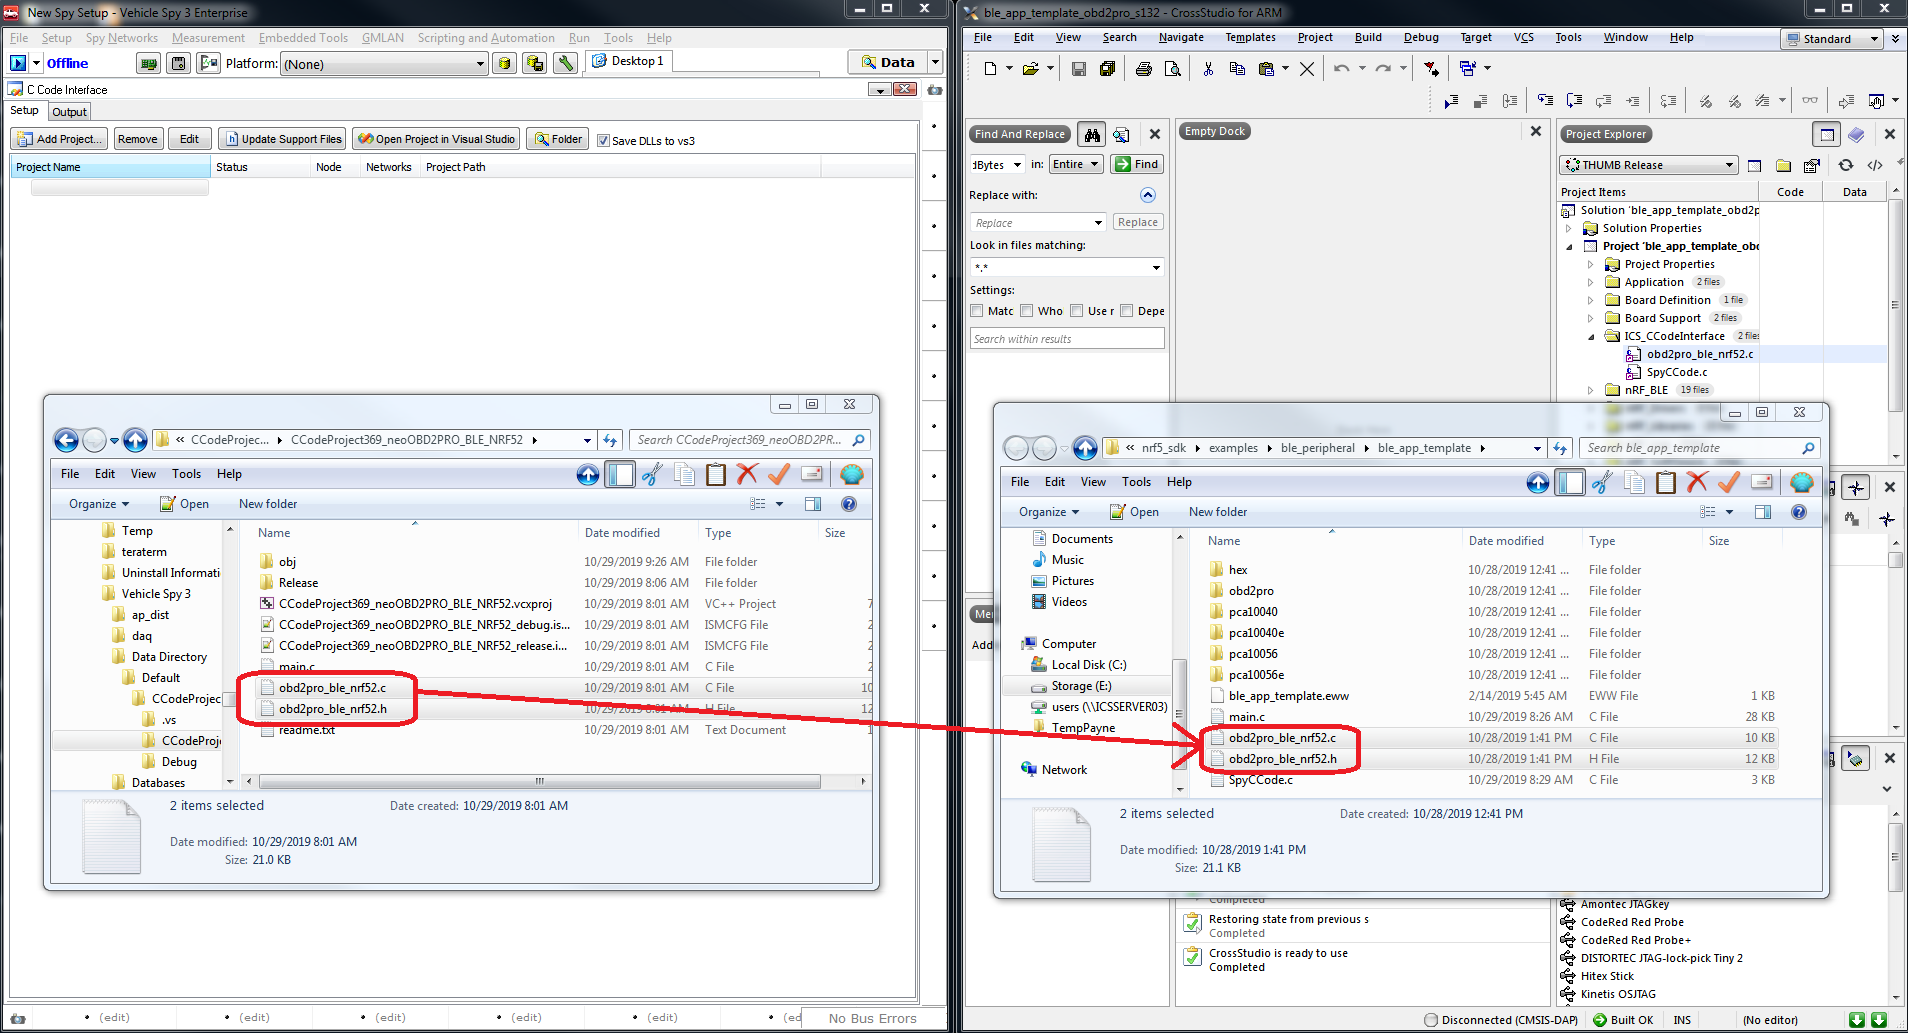 New Spy Setup - Vehicle Spy 3 Enterprise
File Setup Spy Networks Measurement Embedded Tools GMLAN Scripting and Automation Run Tools Help
Offline Platform: (None) Desktop 1 Data
C Code Interface
Setup Output
Add Project... Remove Edit Update Support Files Open Project in Visual Studio Folder Save DLLs to vs3
Project Name Status Node Networks Project Path
CCodeProjec... CCodeProject369_neoOBD2PRO_BLE_NRF52 Search CCodeProject369_neoOBD2PR...
File Edit View Tools Help
Organize Open New folder
Temp
teraterm
Uninstall Informati
Vehicle Spy 3
ap_dist
daq
Data Directory
Default
CCodeProjec
.vs
CCodeProj
Debug
Databases
Name Date modified Type Size
obj 10/29/2019 9:26 AM File folder
Release 10/29/2019 8:06 AM File folder
CCodeProject369_neoOBD2PRO_BLE_NRF52.vcxproj 10/29/2019 8:01 AM VC++ Project 7
CCodeProject369_neoOBD2PRO_BLE_NRF52_debug.is... 10/29/2019 8:01 AM ISMCFG File 2
CCodeProject369_neoOBD2PRO_BLE_NRF52_release.i... 10/29/2019 8:01 AM ISMCFG File 2
main.c 10/29/2019 8:01 AM C File 2
obd2pro_ble_nrf52.c 10/29/2019 8:01 AM C File 10
obd2pro_ble_nrf52.h 10/29/2019 8:01 AM H File 12
readme.txt 10/29/2019 8:01 AM Text Document 1
2 items selected Date created: 10/29/2019 8:01 AM
Date modified: 10/29/2019 8:01 AM
Size: 21.0 KB
(edit) (edit) (edit) (edit) (edit) (ed No Bus Errors
ble_app_template_obd2pro_s132 - CrossStudio for ARM
File Edit View Search Navigate Templates Project Build Debug Target VCS Tools Window Help Standard
Find And Replace
dBytes in: Entire Find
Replace with:
Replace Replace
Look in files matching:
*.*
Settings:
Matc Who Use r Depe
Search within results
Empty Dock
Project Explorer
THUMB Release
Project Items Code Data
Solution 'ble_app_template_obd2p
Solution Properties
Project 'ble_app_template_obd
Project Properties
Application 2 files
Board Definition 1 file
Board Support 2 files
ICS_CCodeInterface 2 files
obd2pro_ble_nrf52.c
SpyCCode.c
nRF_BLE 19 files
Mer
Add
nrf5_sdk examples ble_peripheral ble_app_template Search ble_app_template
File Edit View Tools Help
Organize Open New folder
Documents
Music
Pictures
Videos
Computer
Local Disk (C:)
Storage (E:)
users (\\ICSSERVER03)
TempPayne
Network
Name Date modified Type Size
hex 10/28/2019 12:41 ... File folder
obd2pro 10/28/2019 12:41 ... File folder
pca10040 10/28/2019 12:41 ... File folder
pca10040e 10/28/2019 12:41 ... File folder
pca10056 10/28/2019 12:41 ... File folder
pca10056e 10/28/2019 12:41 ... File folder
ble_app_template.eww 2/14/2019 5:45 AM EWW File 1 KB
main.c 10/29/2019 8:26 AM C File 28 KB
obd2pro_ble_nrf52.c 10/28/2019 1:41 PM C File 10 KB
obd2pro_ble_nrf52.h 10/28/2019 1:41 PM H File 12 KB
SpyCCode.c 10/29/2019 8:29 AM C File 3 KB
2 items selected Date created: 10/28/2019 12:41 PM
Date modified: 10/28/2019 1:41 PM
Size: 21.1 KB
Completed
Restoring state from previous s
Completed
CrossStudio is ready to use
Completed
Amontec JTAGkey
CodeRed Red Probe
CodeRed Red Probe+
DISTORTEC JTAG-lock-pick Tiny 2
Hitex Stick
Kinetis OSJTAG
Disconnected (CMSIS-DAP) Built OK INS (No editor)